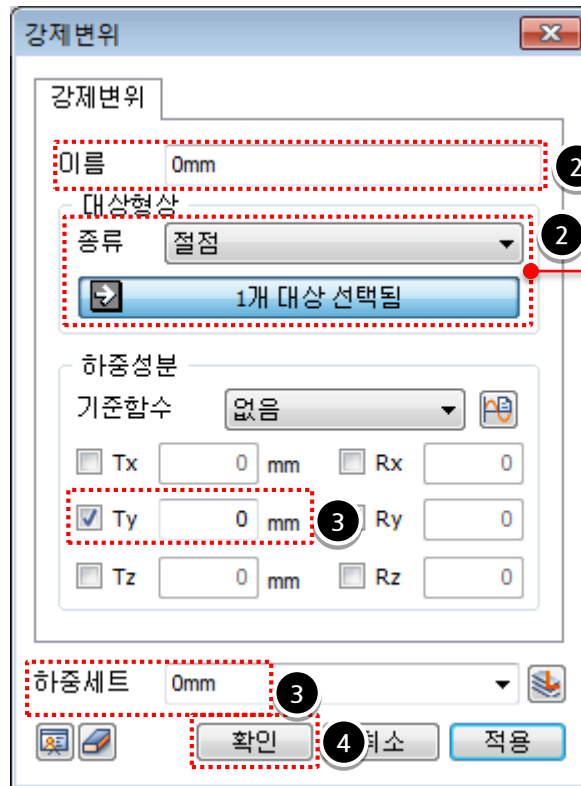 강제변위
강제변위
이름 0mm 2
대상형상
종류 절점 2
1개 대상 선택됨
하중성분
기준함수 없음
Tx 0 mm Rx 0
Ty 0 mm 3 Ry 0
Tz 0 mm Rz 0
하중세트 0mm 3
확인 4 소 적용